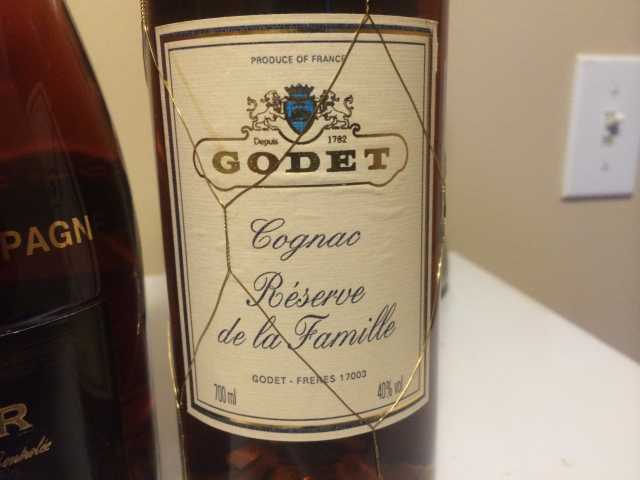 PRODUCE OF FRANCE
Depuis 1782
GODET
Cognac
Réserve
de la Famille
GODET - FRERES 17003
700 ml 40% vol
PAGN
R